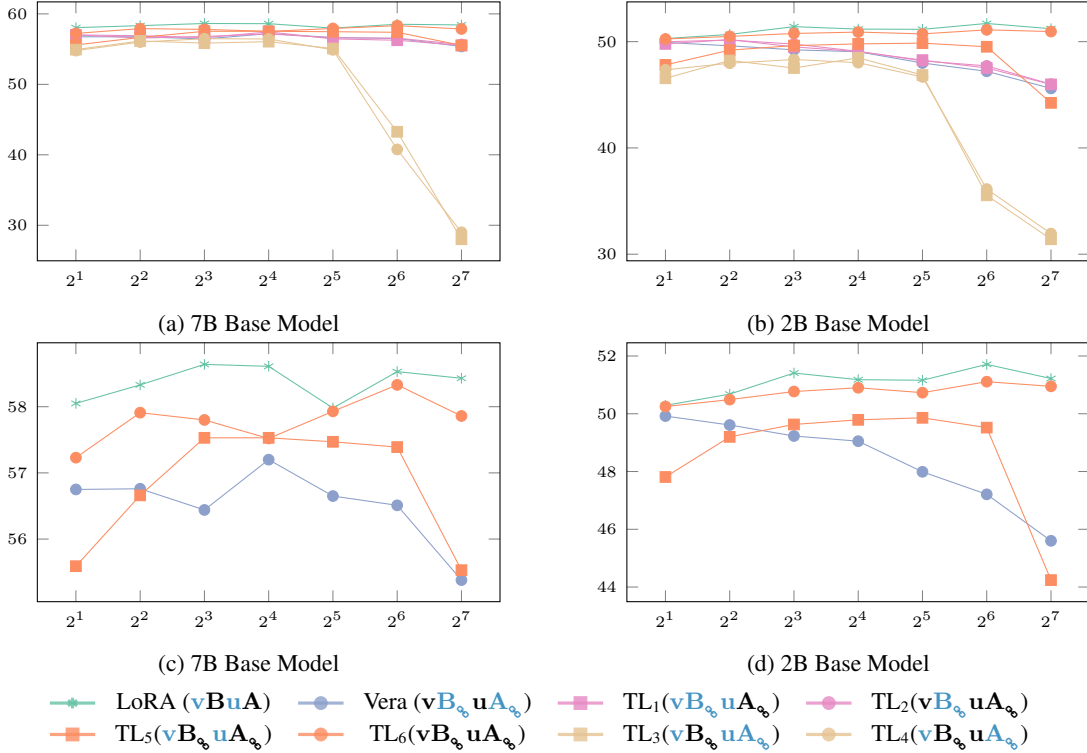 60
50
40
30
2^1 2^2 2^3 2^4 2^5 2^6 2^7
(a) 7B Base Model
50
40
30
2^1 2^2 2^3 2^4 2^5 2^6 2^7
(b) 2B Base Model
58
57
56
2^1 2^2 2^3 2^4 2^5 2^6 2^7
(c) 7B Base Model
52
50
48
46
44
2^1 2^2 2^3 2^4 2^5 2^6 2^7
(d) 2B Base Model
LoRA (vBuA) Vera (vB uA) TL₁(vB uA) TL₂(vB uA)
TL₅(vB uA) TL₆(vB uA) TL₃(vB uA) TL₄(vB uA)